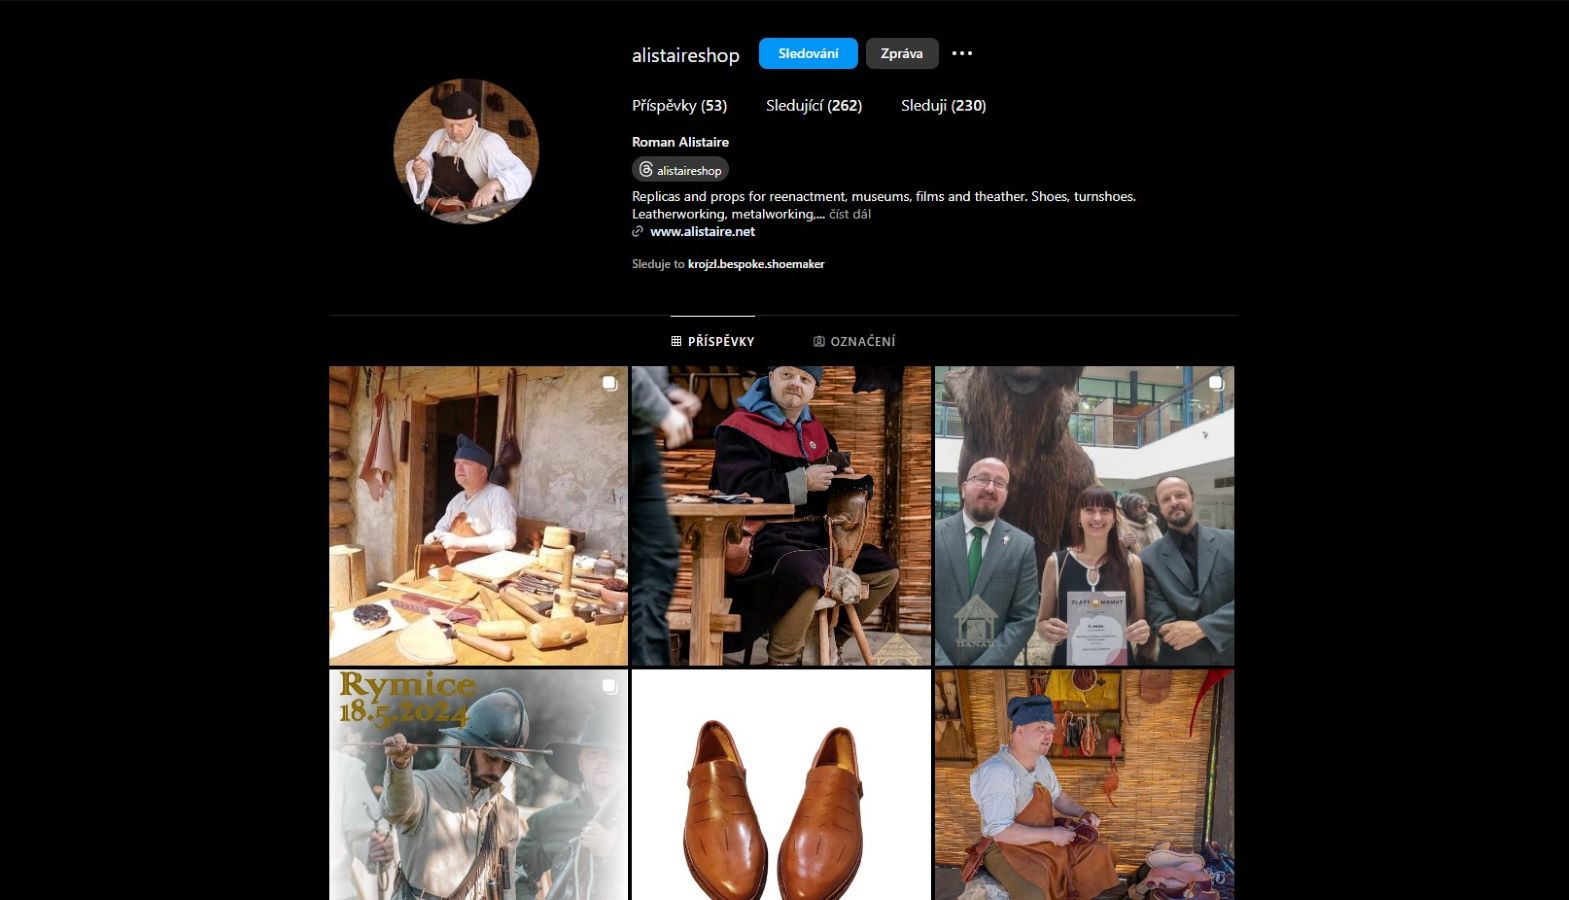 alistaireshop
Sledování
Zpráva
Příspěvky (53)
Sledující (262)
Sleduji (230)
Roman Alistaire
alistaireshop
Replicas and props for reenactment, museums, films and theather. Shoes, turnshoes.
Leatherworking, metalworking,... číst dál
www.alistaire.net
Sleduje to krojzl.bespoke.shoemaker
PŘÍSPĚVKY
OZNAČENÍ
ZLATÝ MAMUT
Rymice
18.5.2024